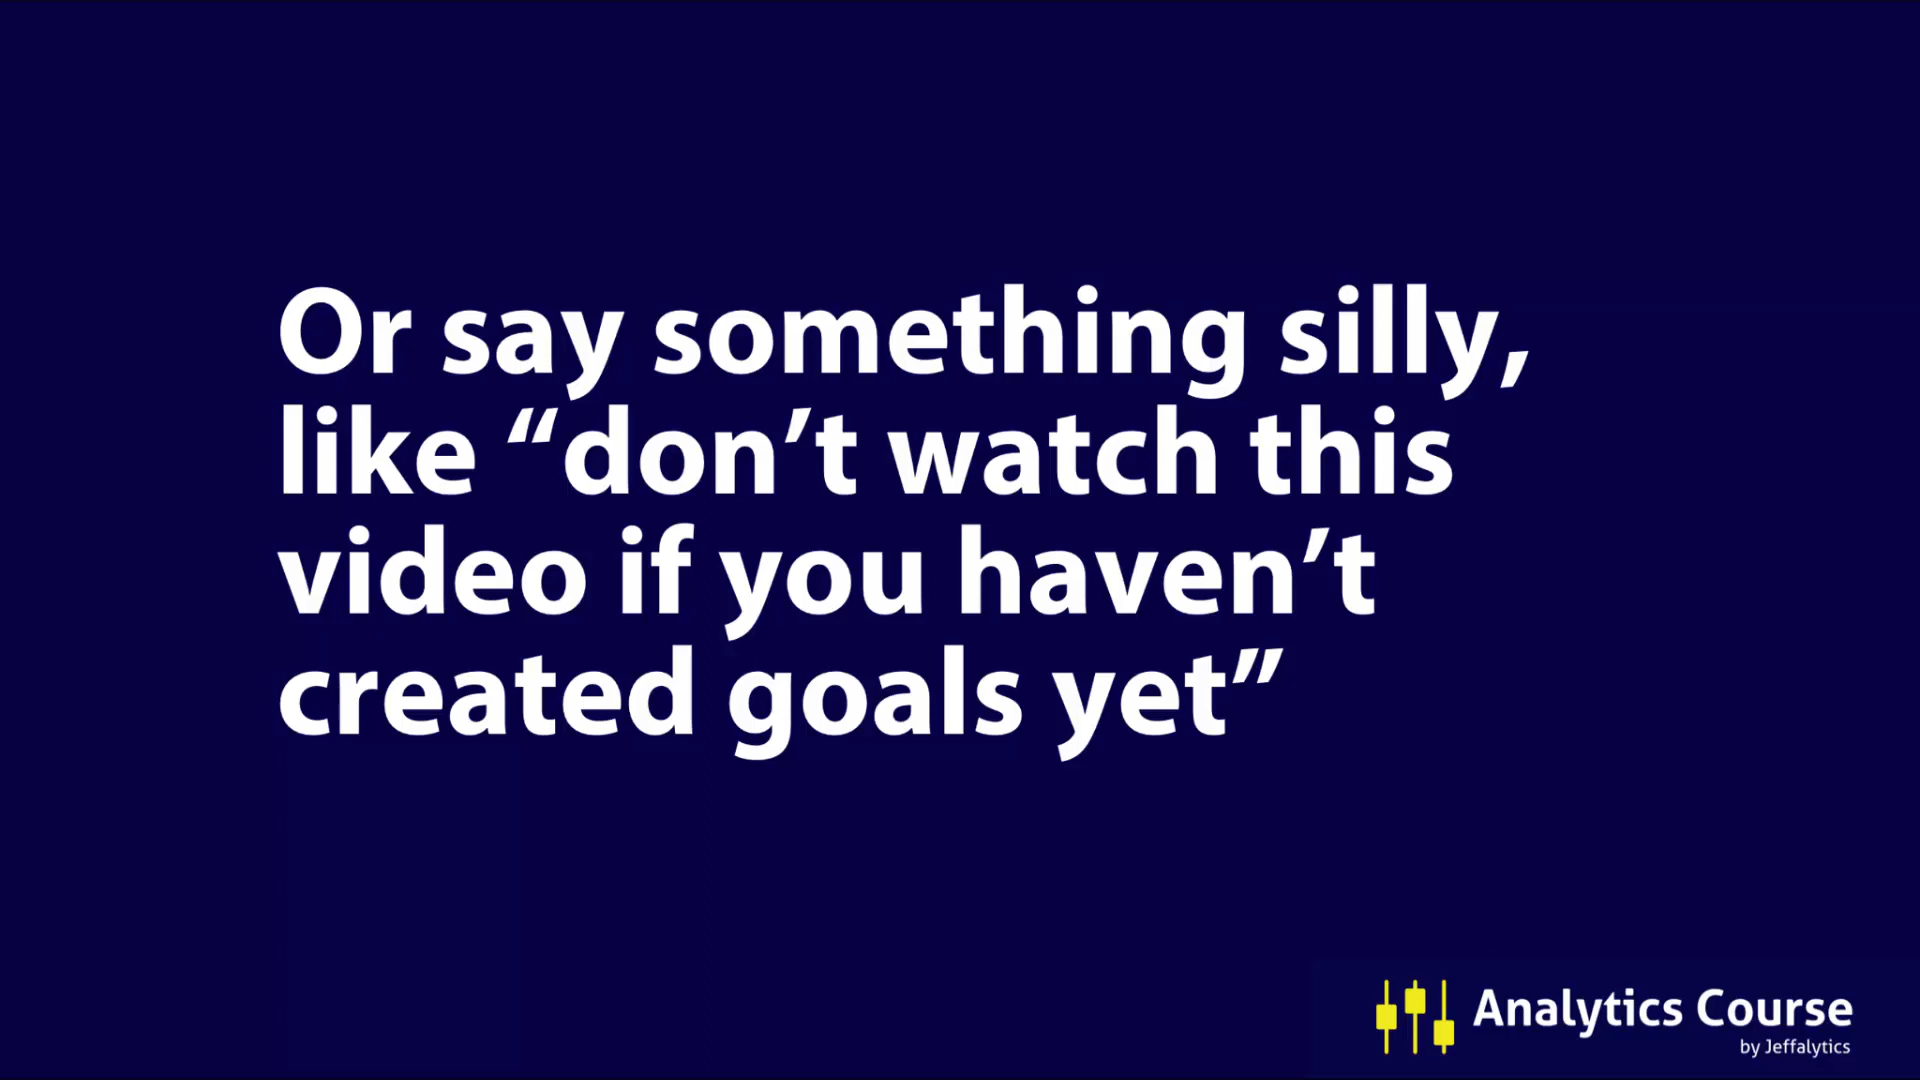 Or say something silly,
like “don’t watch this
video if you haven’t
created goals yet”
Analytics Course
by Jeffalytics